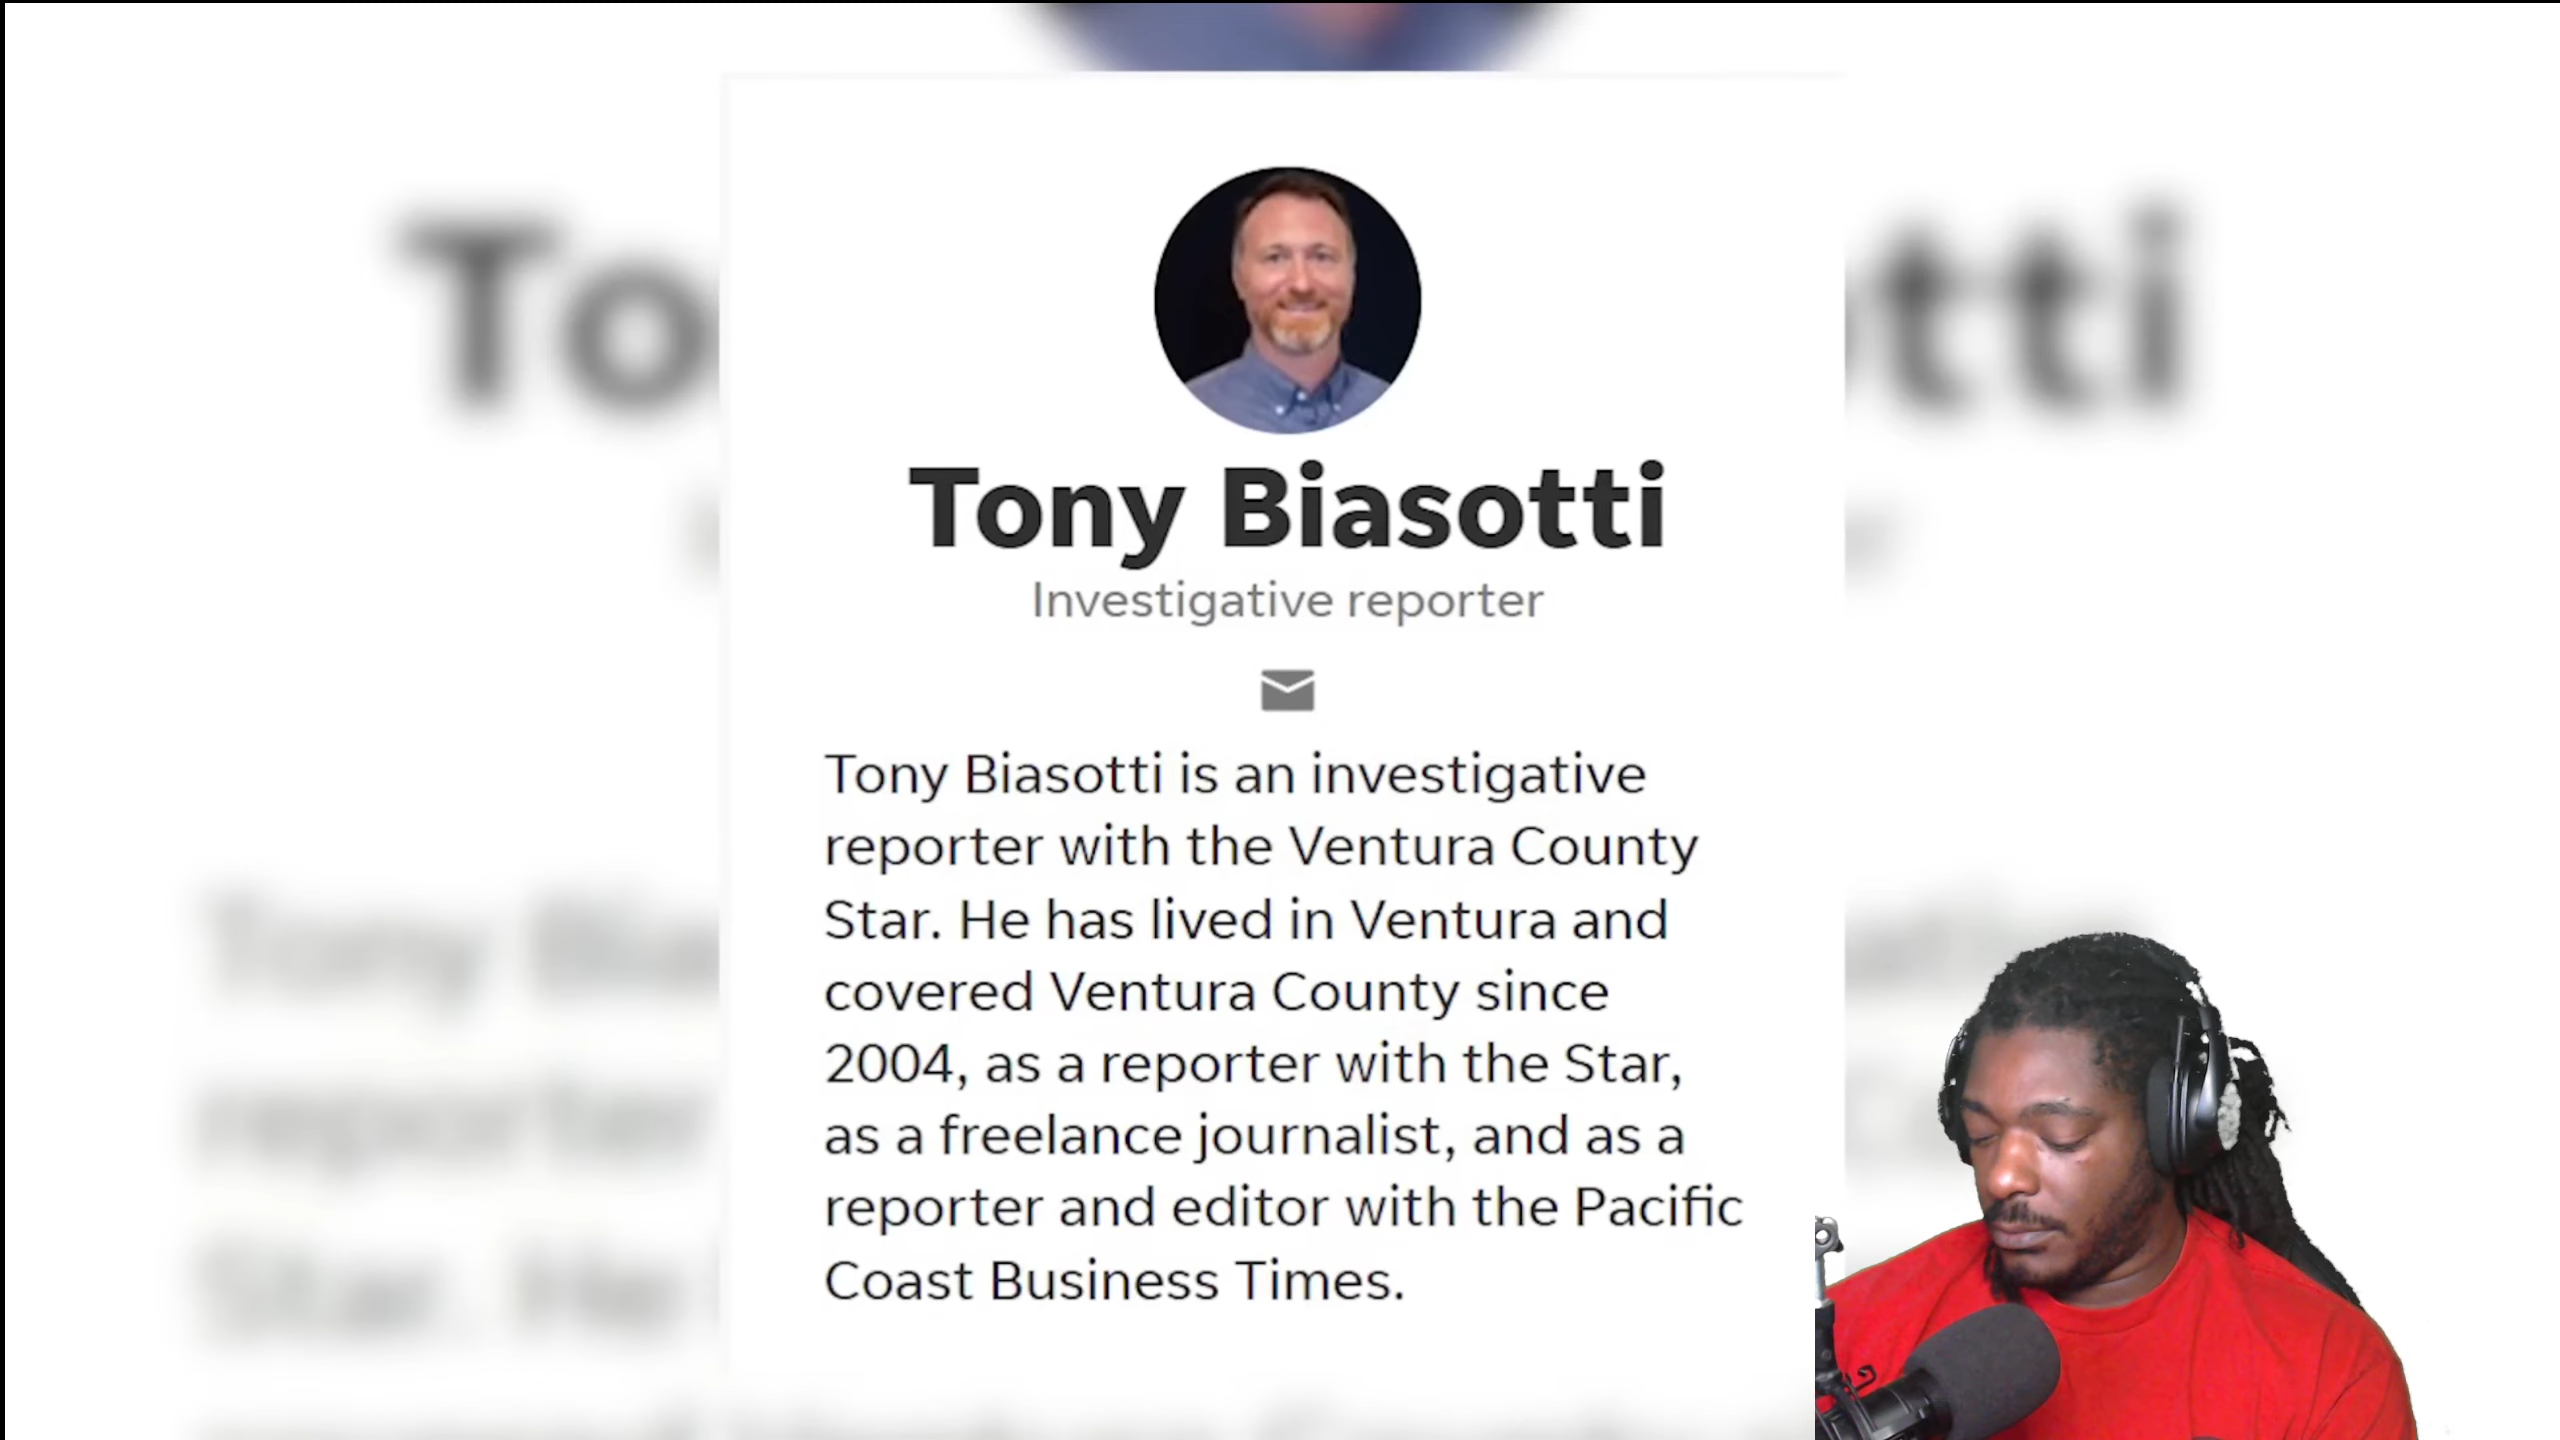 Tony Biasotti
Investigative reporter
Tony Biasotti is an investigative
reporter with the Ventura County
Star. He has lived in Ventura and
covered Ventura County since
2004, as a reporter with the Star,
as a freelance journalist, and as a
reporter and editor with the Pacific
Coast Business Times.